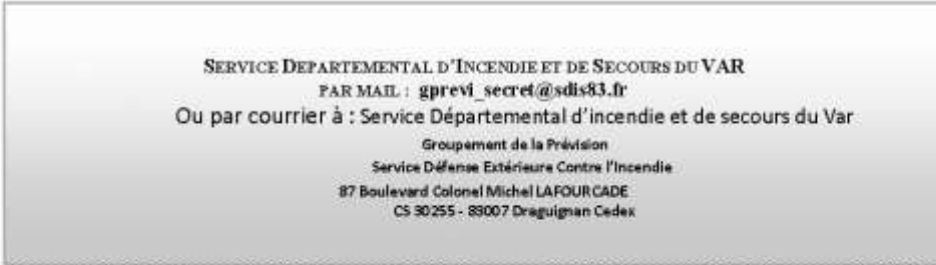 SERVICE DEPARTEMENTAL D'INCENDIE ET DE SECOURS DU VAR
PAR MAIL : gprevi_secret@sdis83.fr
Ou par courrier à : Service Départemental d'incendie et de secours du Var
Groupement de la Prévision
Service Défense Extérieure Contre l'Incendie
87 Boulevard Colonel Michel LAFOURCADE
CS 30255 - 83007 Draguignan Cedex